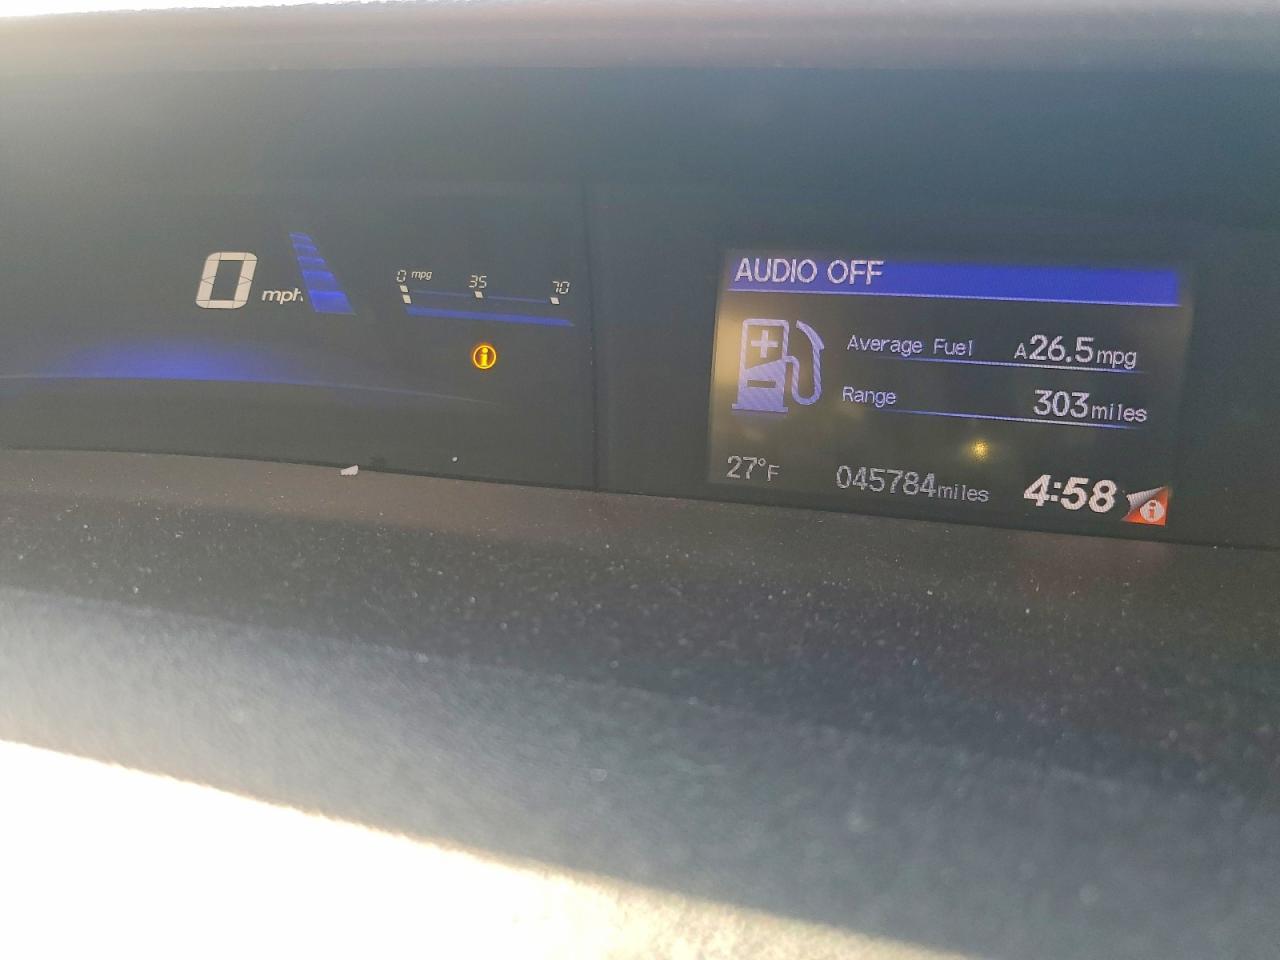 0 mph
0 mpg 35 70
AUDIO OFF
Average Fuel A26.5mpg
Range 303miles
27°F 045784miles 4:58